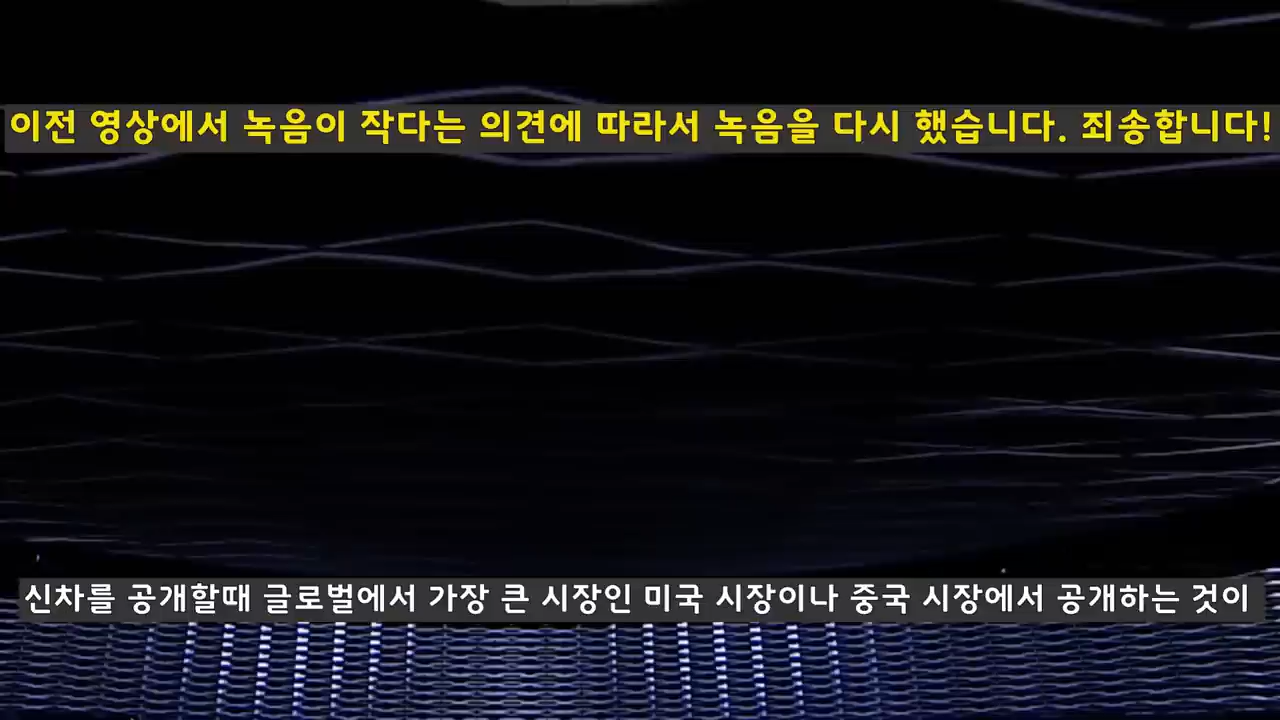 이전 영상에서 녹음이 작다는 의견에 따라서 녹음을 다시 했습니다. 죄송합니다!
신차를 공개할때 글로벌에서 가장 큰 시장인 미국 시장이나 중국 시장에서 공개하는 것이